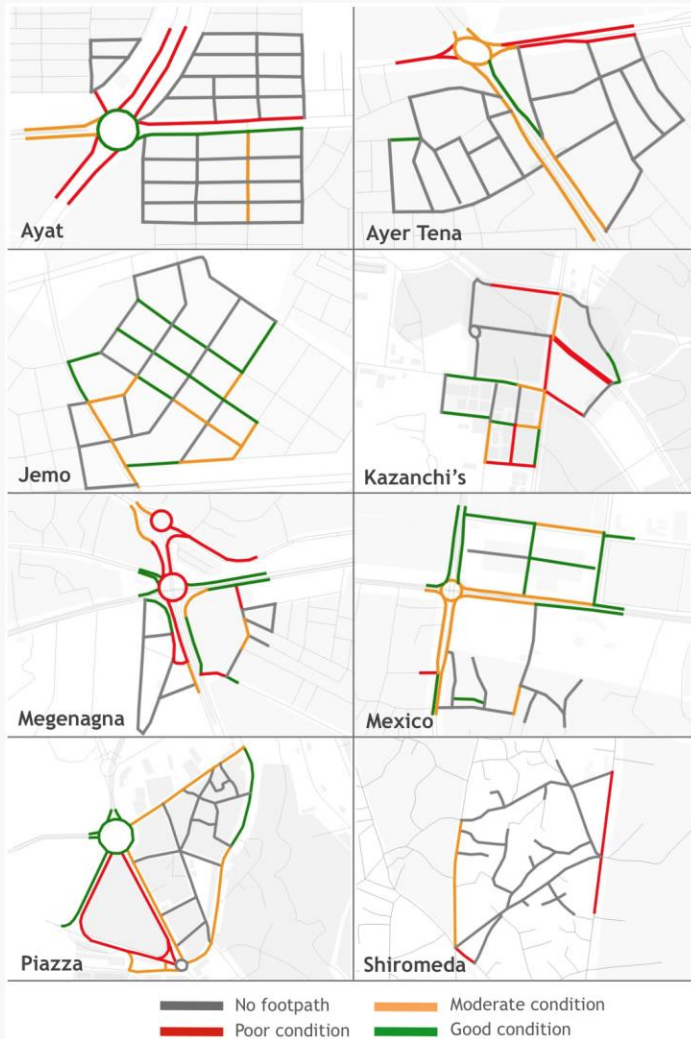 Ayat
Ayer Tena
Jemo
Kazanchi's
Megenagna
Mexico
Piazza
Shiromeda
No footpath
Moderate condition
Poor condition
Good condition